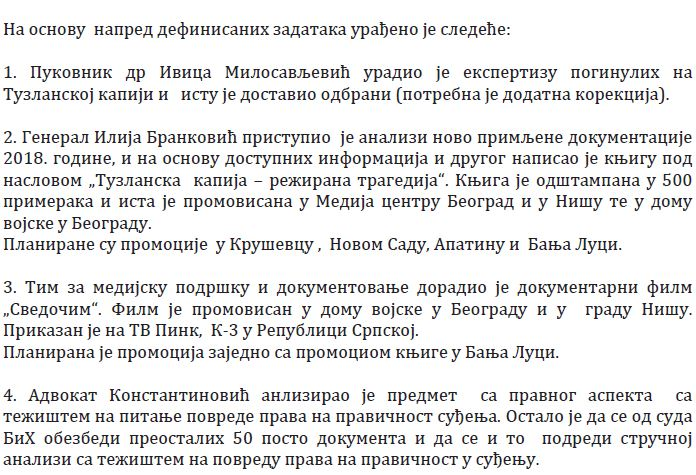 На основу напред дефинисаних задатака урађено је следеће:
1. Пуковник др Ивица Милосављевић урадио је експертизу погинулих на
Тузланској капији и исту је доставио одбрани (потребна је додатна корекција).
2. Генерал Илија Бранковић приступио је анализи ново примљене документације
2018. године, и на основу доступних информација и другог написао је књигу под
насловом „Тузланска капија – режирана трагедија“. Књига је одштампана у 500
примерака и иста је промовисана у Медија центру Београд и у Нишу те у дому
војске у Београду.
Планиране су промоције у Крушевцу , Новом Саду, Апатину и Бања Луци.
3. Тим за медијску подршку и документовање дорадио је документарни филм
„Сведочим“. Филм је промовисан у дому војске у Београду и у граду Нишу.
Приказан је на ТВ Пинк, К-3 у Републици Српској.
Планирана је промоција заједно са промоциом књиге у Бања Луци.
4. Адвокат Константиновић анлизирао је предмет са правног аспекта са
тежиштем на питање повреде права на правичност суђења. Остало је да се од суда
БиХ обезбеди преосталих 50 посто документа и да се и то подреди стручној
анализи са тежиштем на повреду права на правичност у суђењу.